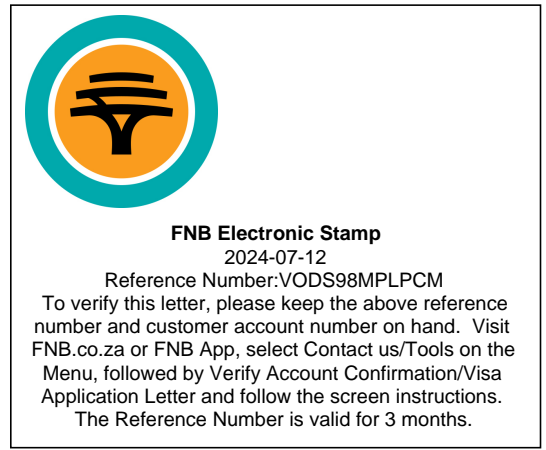 FNB Electronic Stamp
2024-07-12
Reference Number:VODS98MPLPCM
To verify this letter, please keep the above reference
number and customer account number on hand.  Visit
FNB.co.za or FNB App, select Contact us/Tools on the
Menu, followed by Verify Account Confirmation/Visa
Application Letter and follow the screen instructions.
The Reference Number is valid for 3 months.